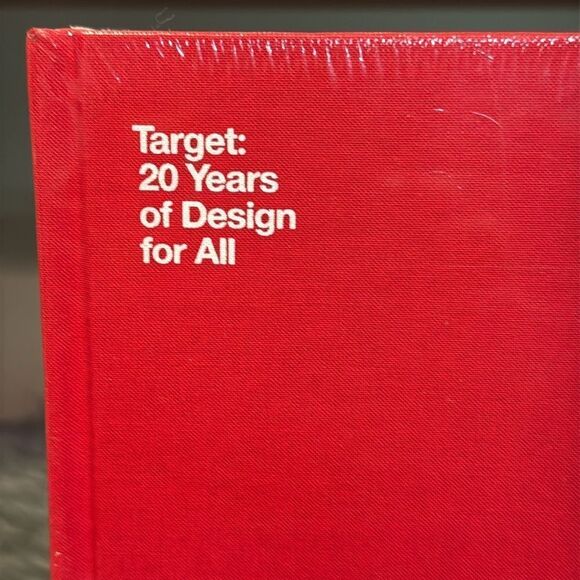 Target:
20 Years
of Design
for All